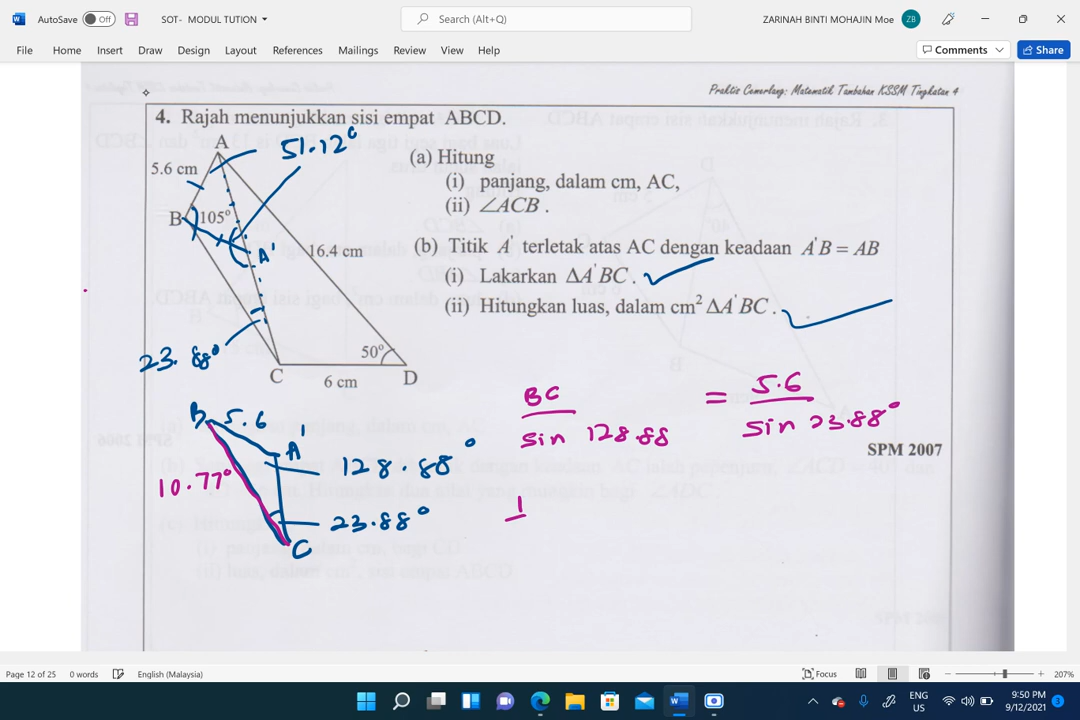 AutoSave Off SOT- MODUL TUTION Search (Alt+Q) ZARINAH BINTI MOHAJIN Moe ZB
File Home Insert Draw Design Layout References Mailings Review View Help Comments Share
Praktis Cemerlang: Matematik Tambahan KSSM Tingkatan 4
4. Rajah menunjukkan sisi empat ABCD.
A
51.12°
5.6 cm
B
105°
A'
16.4 cm
50°
23.88°
C
6 cm
D
(a) Hitung
(i) panjang, dalam cm, AC,
(ii) ∠ACB .
(b) Titik A' terletak atas AC dengan keadaan A'B = AB
(i) Lakarkan ΔA'BC .
(ii) Hitungkan luas, dalam cm² ΔA'BC .
BC = 5.6
sin 128.88 sin 23.88°
SPM 2007
B 5.6
A'
128.88°
10.77°
23.88°
C
1
Page 12 of 25 0 words English (Malaysia) Focus 207%
ENG
US
9:50 PM
9/12/2021
3